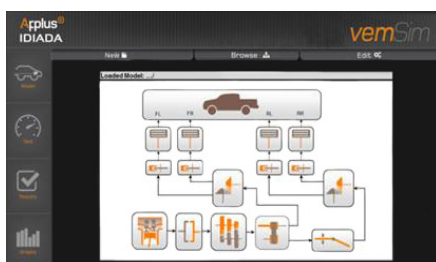 Applus⊕
IDIADA
vemSim
New
Browse
Edit
Loaded Model: .../
FL
FR
RL
RR
Model
Test
Results